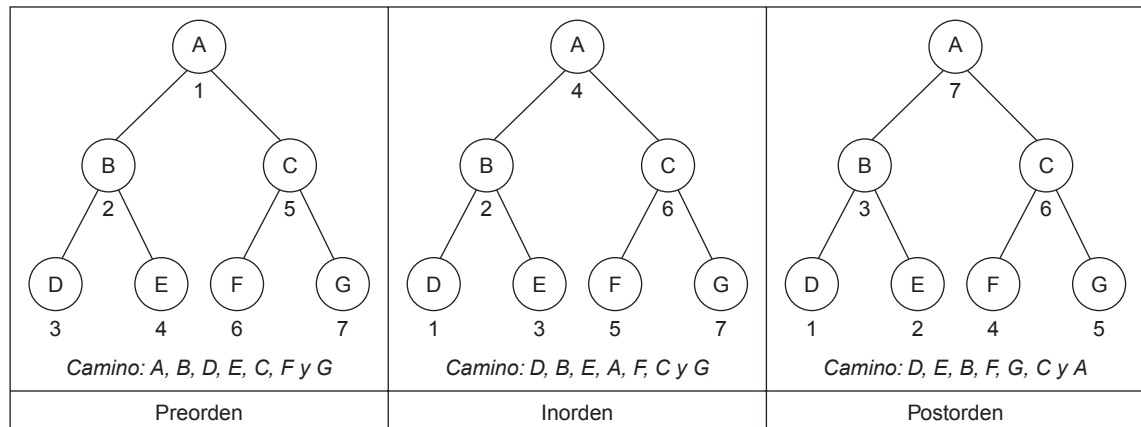 A
1
B
C
2
5
D
E
F
G
3
4
6
7
Camino: A, B, D, E, C, F y G
Preorden
A
4
B
C
2
6
D
E
F
G
1
3
5
7
Camino: D, B, E, A, F, C y G
Inorden
A
7
B
C
3
6
D
E
F
G
1
2
4
5
Camino: D, E, B, F, G, C y A
Postorden